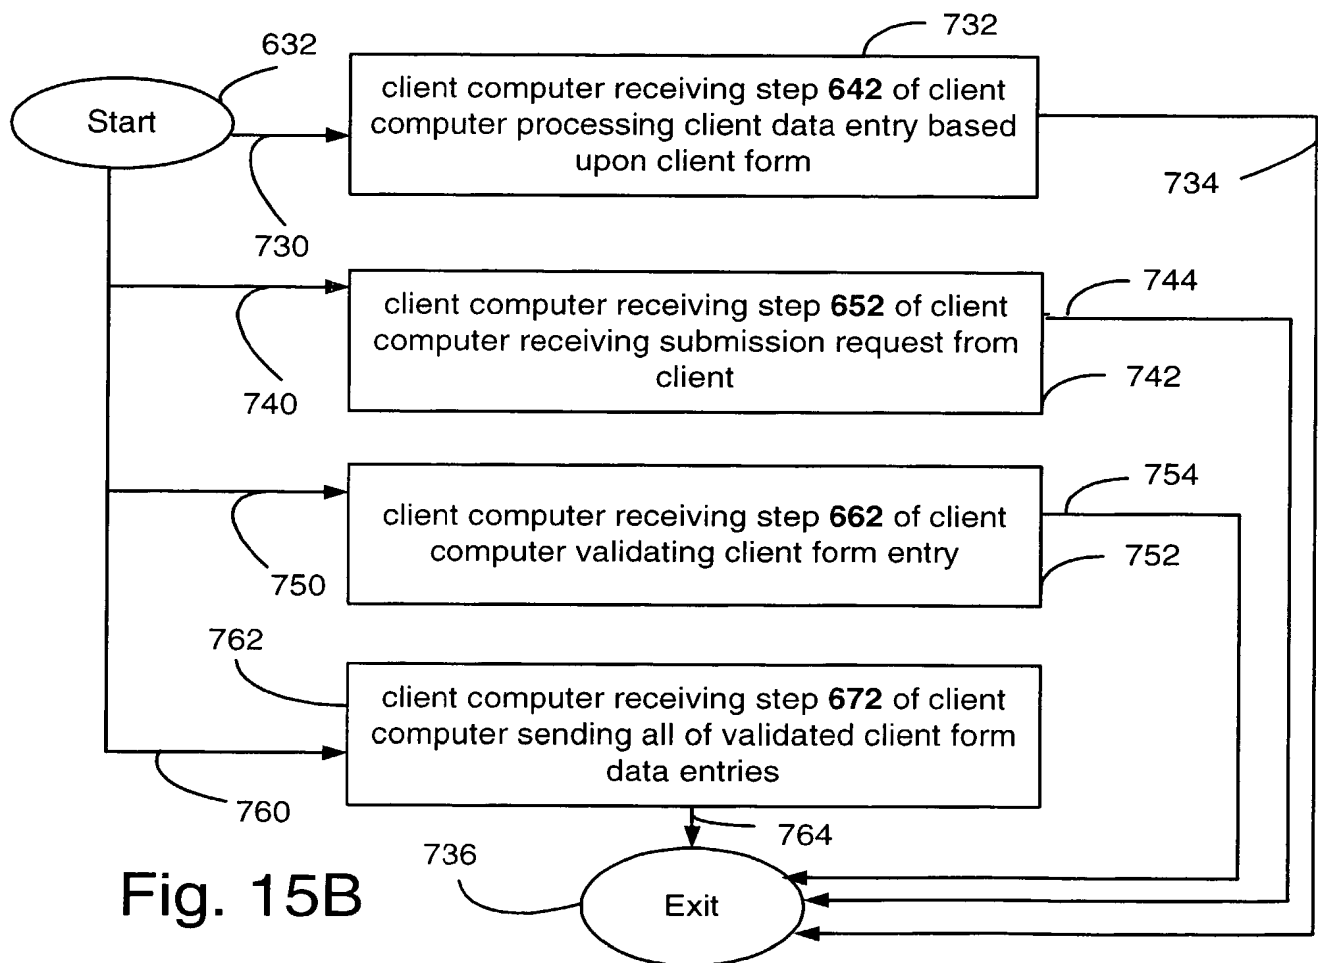 632
732
Start
client computer receiving step 642 of client
computer processing client data entry based
upon client form
734
730
client computer receiving step 652 of client
computer receiving submission request from
client
744
742
740
client computer receiving step 662 of client
computer validating client form entry
754
752
750
762
client computer receiving step 672 of client
computer sending all of validated client form
data entries
760
764
736
Exit
Fig. 15B